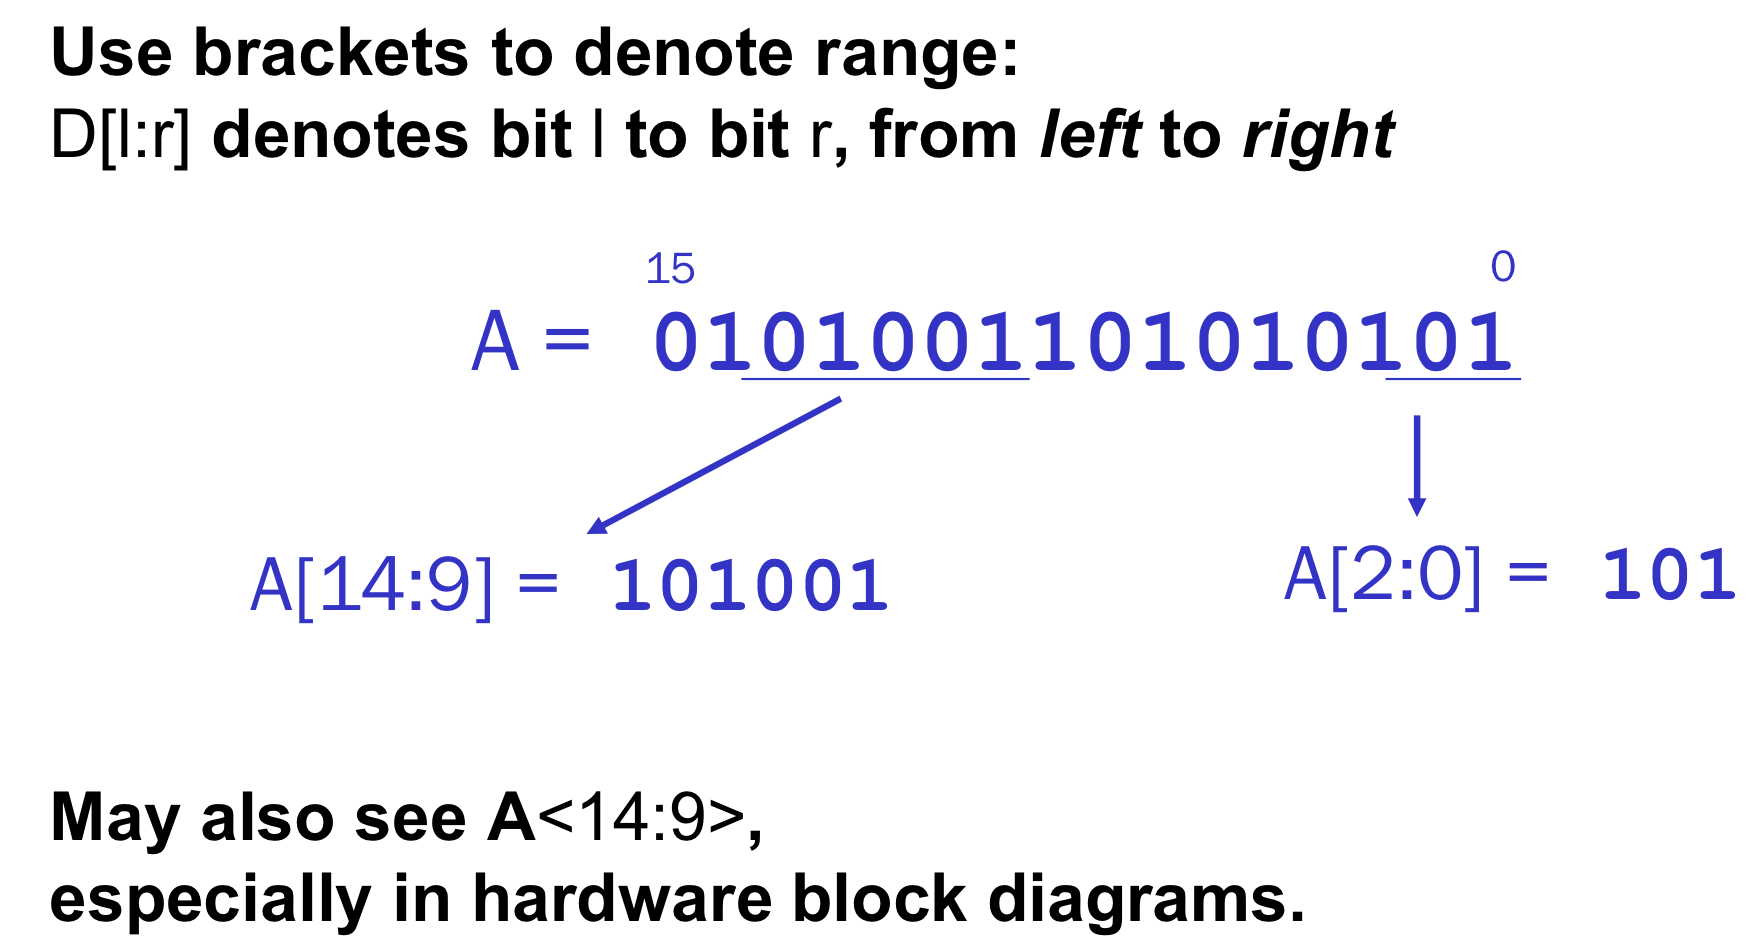 Use brackets to denote range:
D[l:r] denotes bit l to bit r, from left to right
15 0
A = 0101001101010101
A[14:9] = 101001 A[2:0] = 101
May also see A<14:9>,
especially in hardware block diagrams.